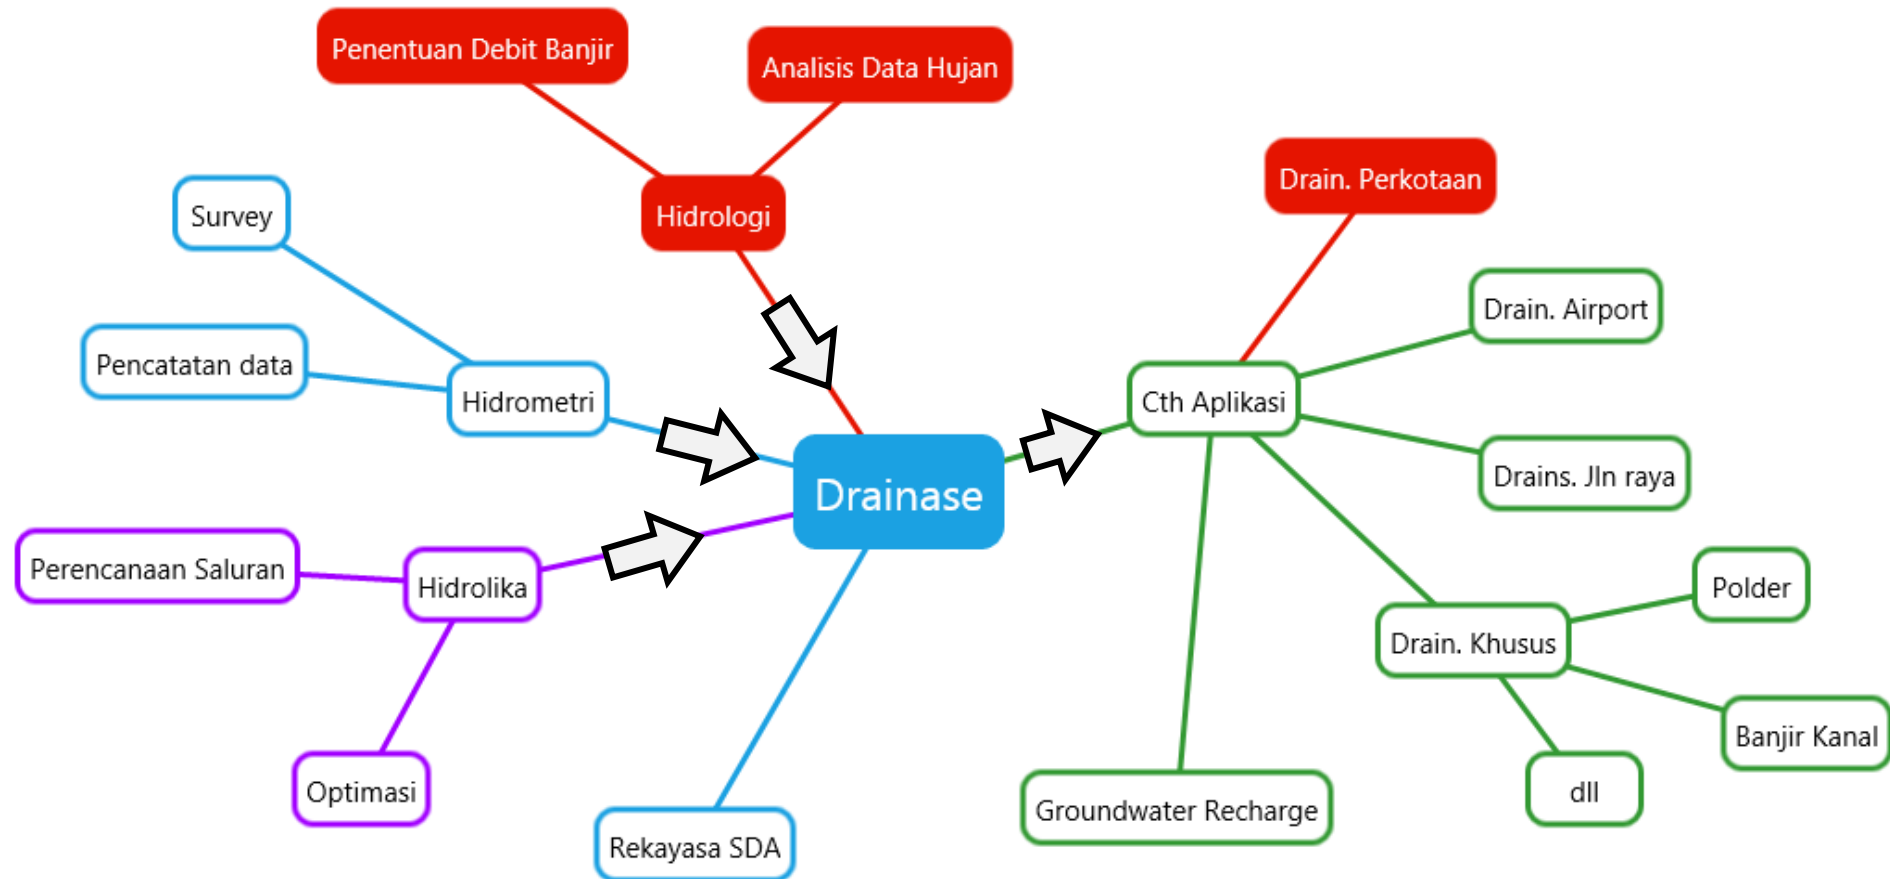 Penentuan Debit Banjir
Analisis Data Hujan
Hidrologi
Drain. Perkotaan
Survey
Drain. Airport
Pencatatan data
Hidrometri
Cth Aplikasi
Drains. Jln raya
Drainase
Perencanaan Saluran
Hidrolika
Polder
Drain. Khusus
Banjir Kanal
Optimasi
dll
Groundwater Recharge
Rekayasa SDA